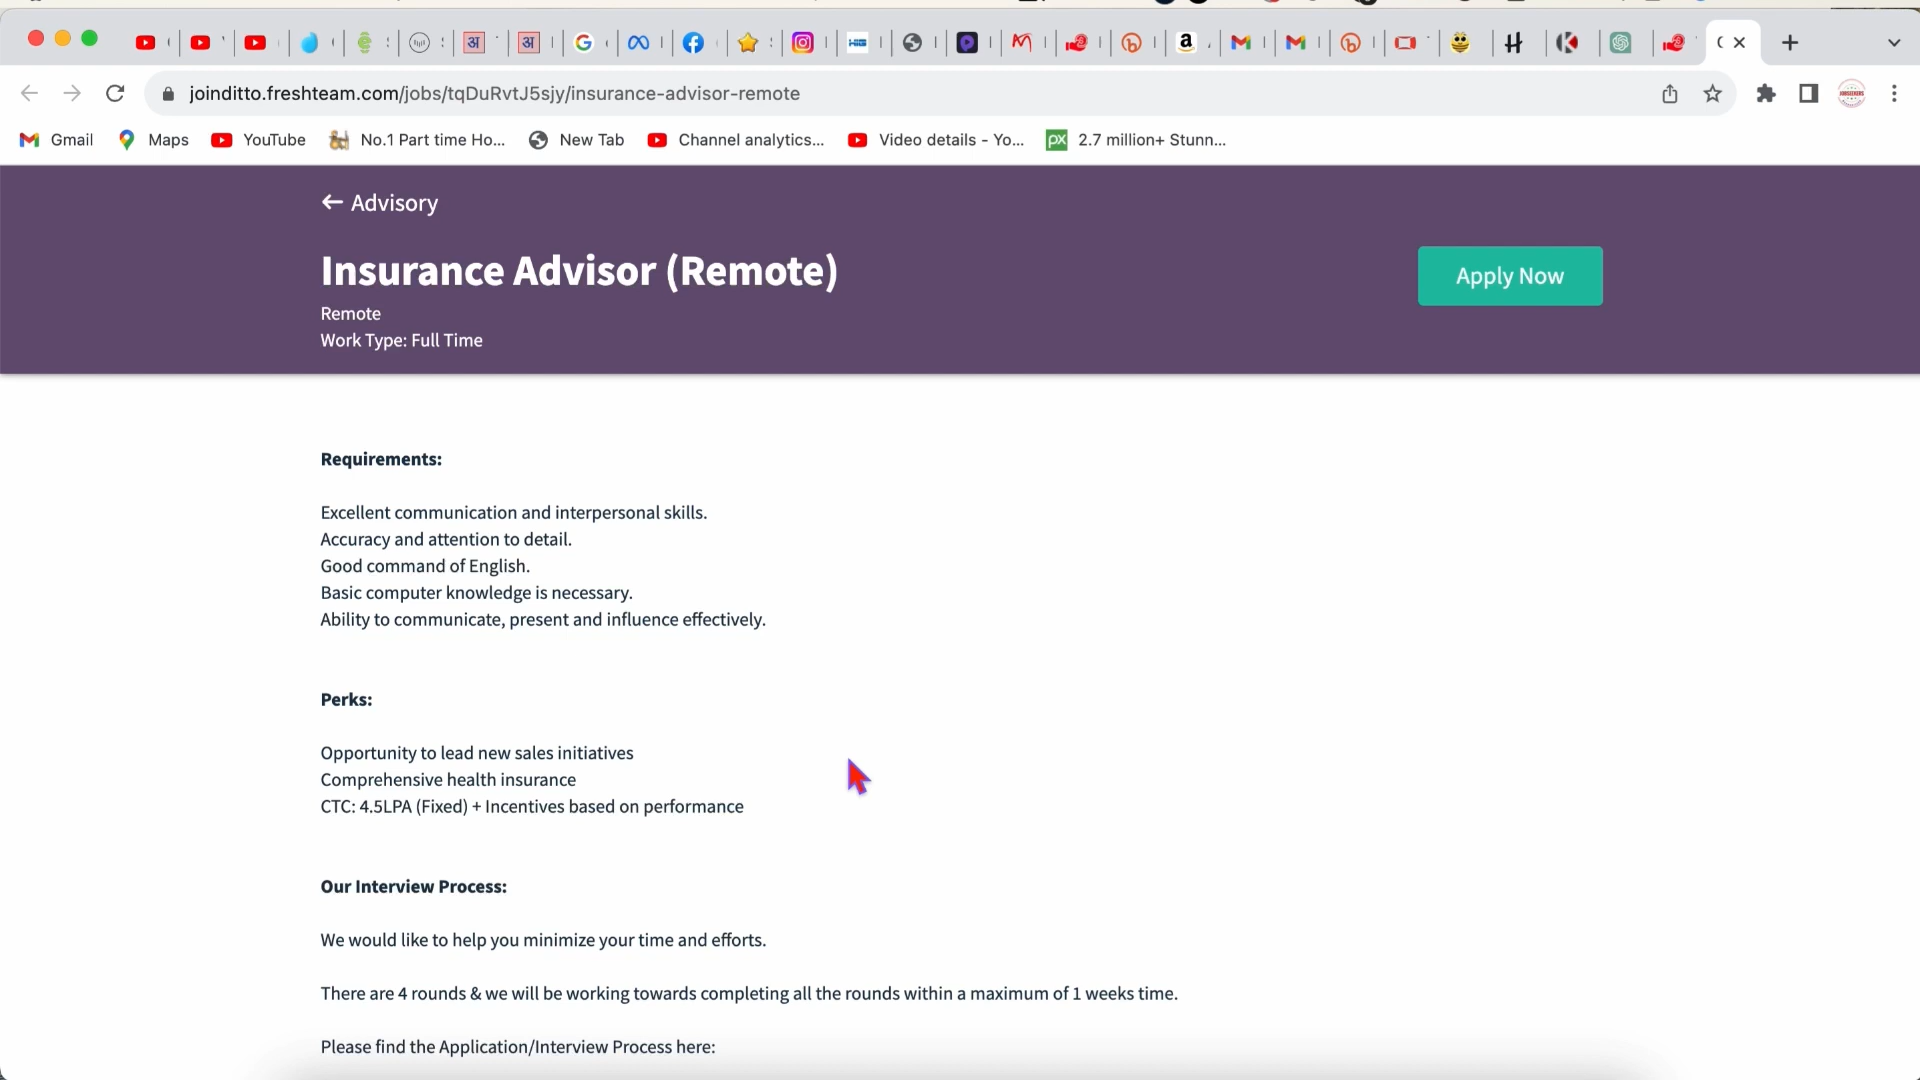 joinditto.freshteam.com/jobs/tqDuRvtJ5sjy/insurance-advisor-remote
Gmail Maps YouTube No.1 Part time Ho... New Tab Channel analytics... Video details - Yo... px 2.7 million+ Stunn...
← Advisory
Insurance Advisor (Remote)
Apply Now
Remote
Work Type: Full Time
Requirements:
Excellent communication and interpersonal skills.
Accuracy and attention to detail.
Good command of English.
Basic computer knowledge is necessary.
Ability to communicate, present and influence effectively.
Perks:
Opportunity to lead new sales initiatives
Comprehensive health insurance
CTC: 4.5LPA (Fixed) + Incentives based on performance
Our Interview Process:
We would like to help you minimize your time and efforts.
There are 4 rounds & we will be working towards completing all the rounds within a maximum of 1 weeks time.
Please find the Application/Interview Process here: